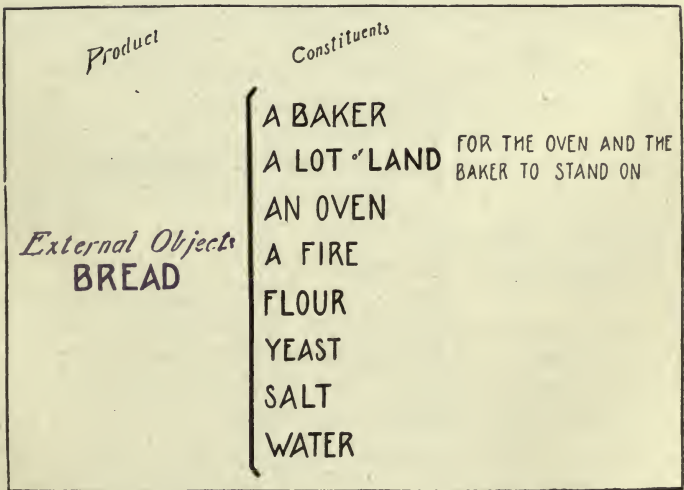 Product
Constituents
A BAKER
A LOT of LAND
FOR THE OVEN AND THE
BAKER TO STAND ON
AN OVEN
External Objects
BREAD
A FIRE
FLOUR
YEAST
SALT
WATER